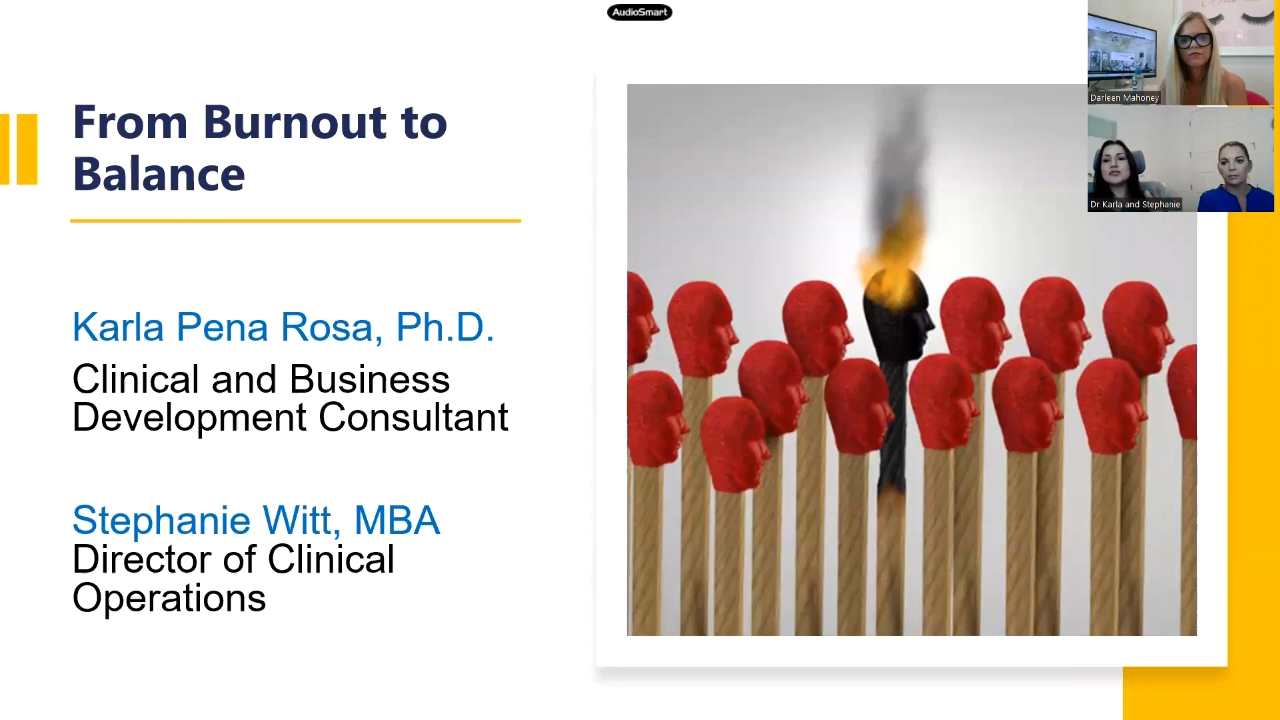 AudioSmart
From Burnout to
Balance
Karla Pena Rosa, Ph.D.
Clinical and Business
Development Consultant
Stephanie Witt, MBA
Director of Clinical
Operations
Darleen Mahoney
Dr Karla and Stephanie